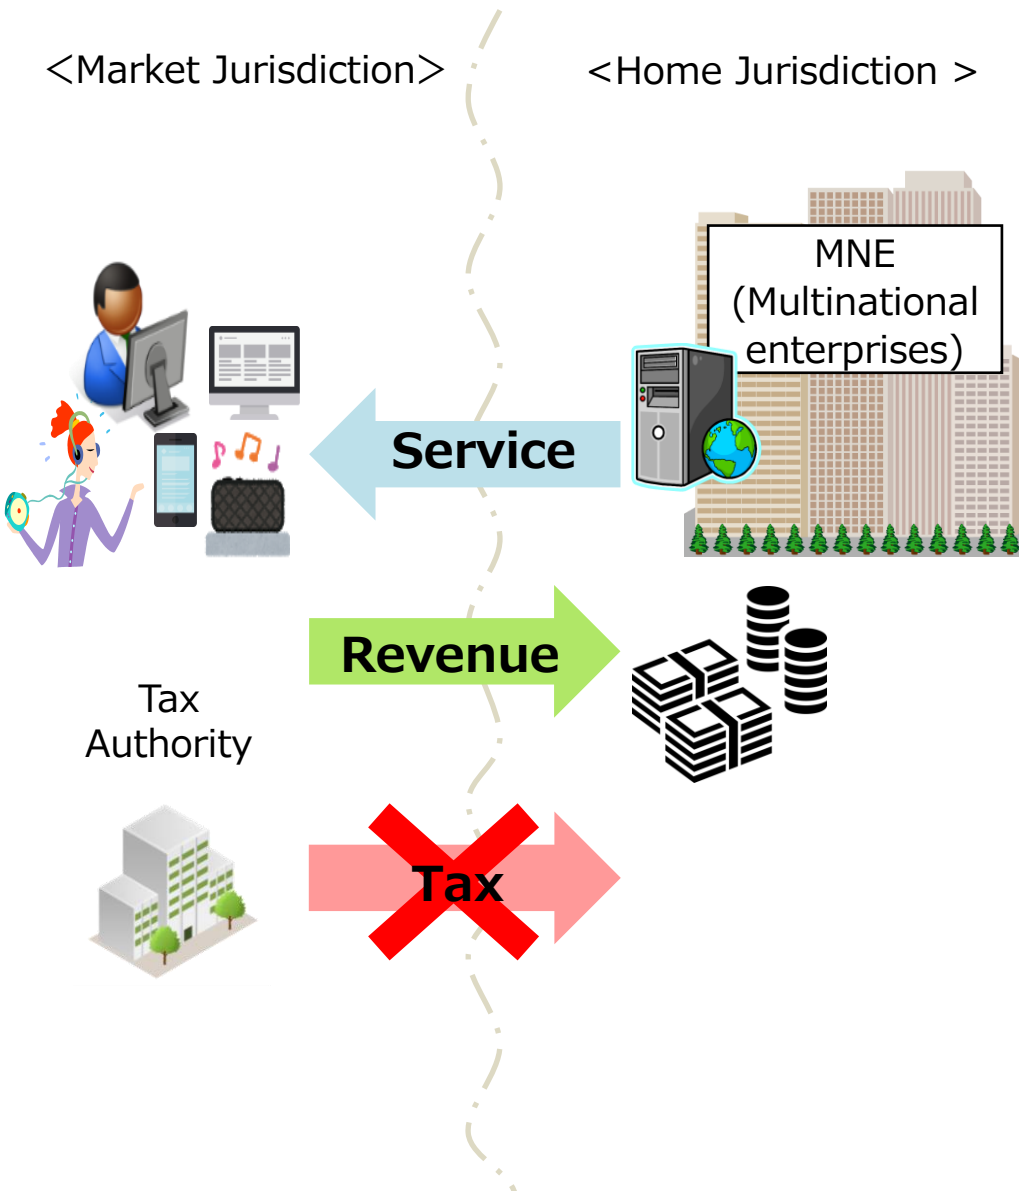 ＜Market Jurisdiction＞
<Home Jurisdiction >
MNE
(Multinational
enterprises)
Service
Revenue
Tax
Authority
Tax